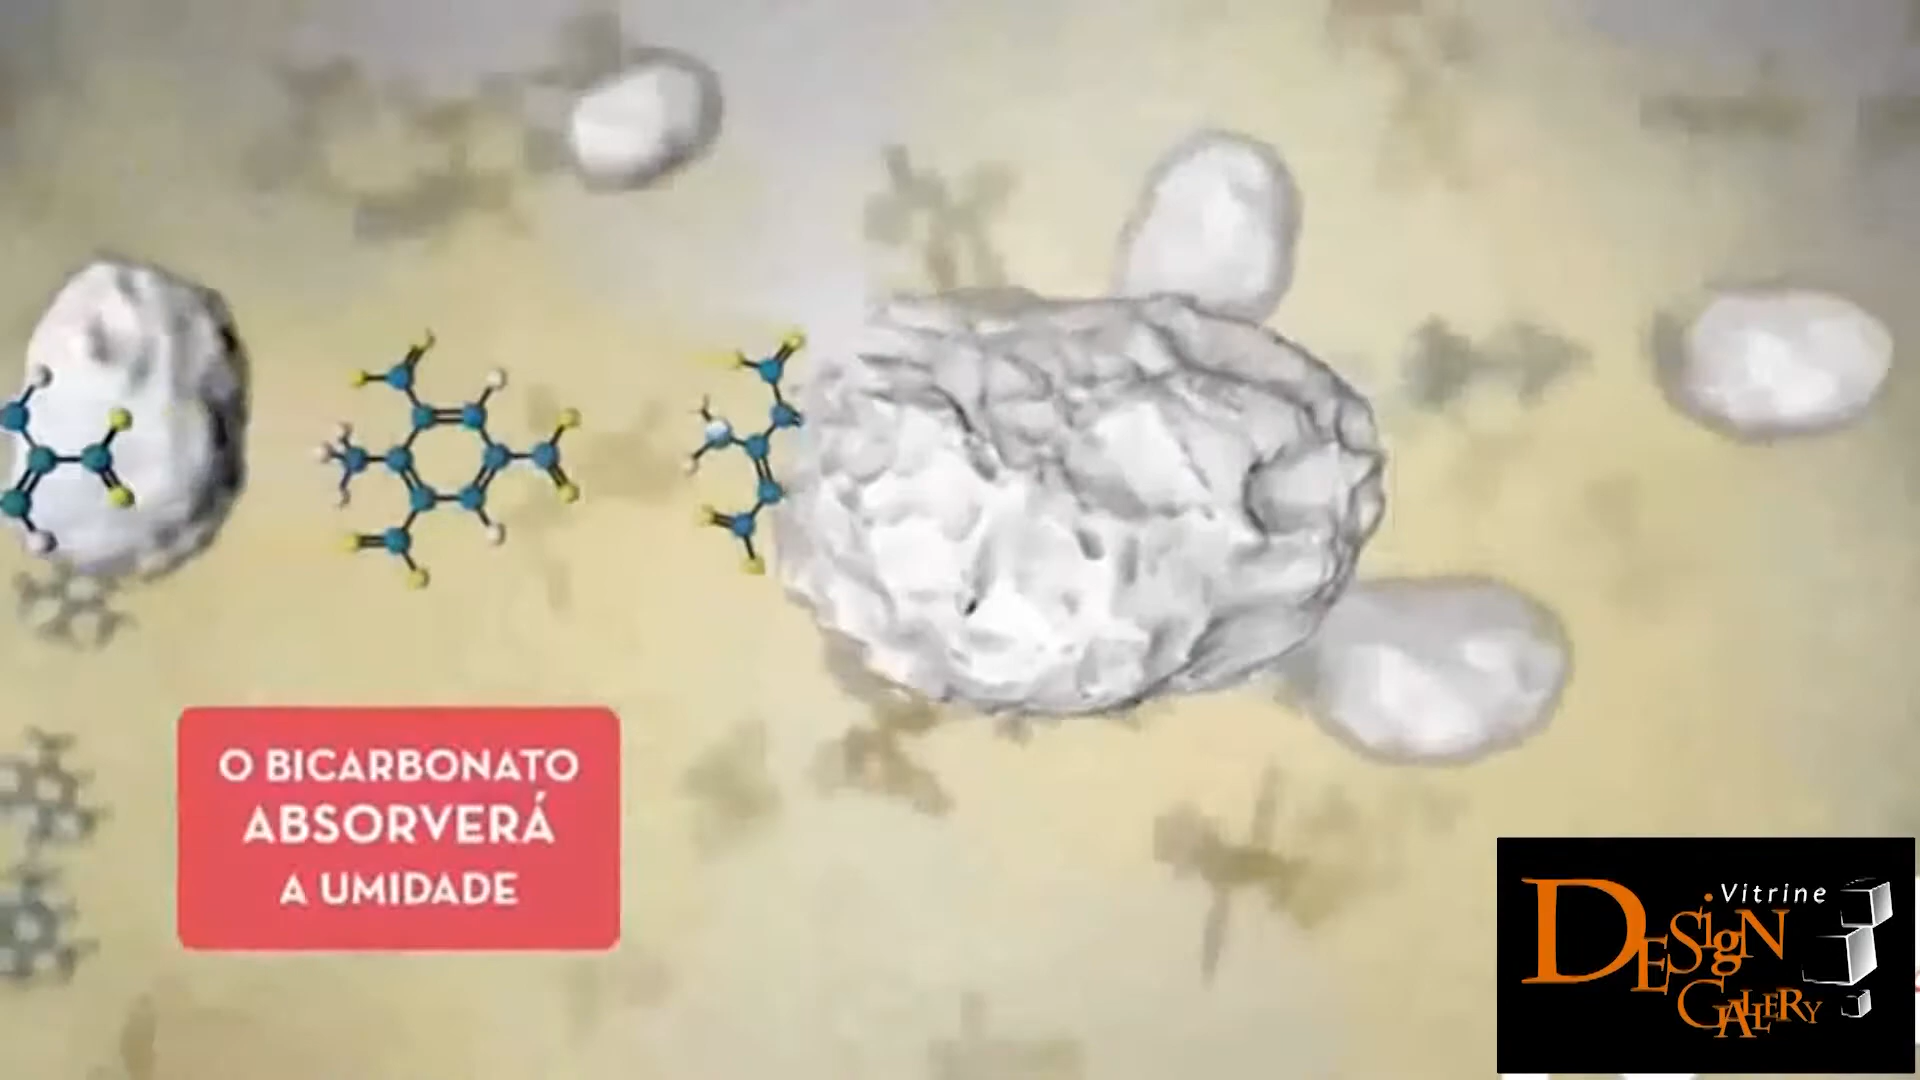 O BICARBONATO
ABSORVERÁ
A UMIDADE
Vitrine
DESigN
GALLERY